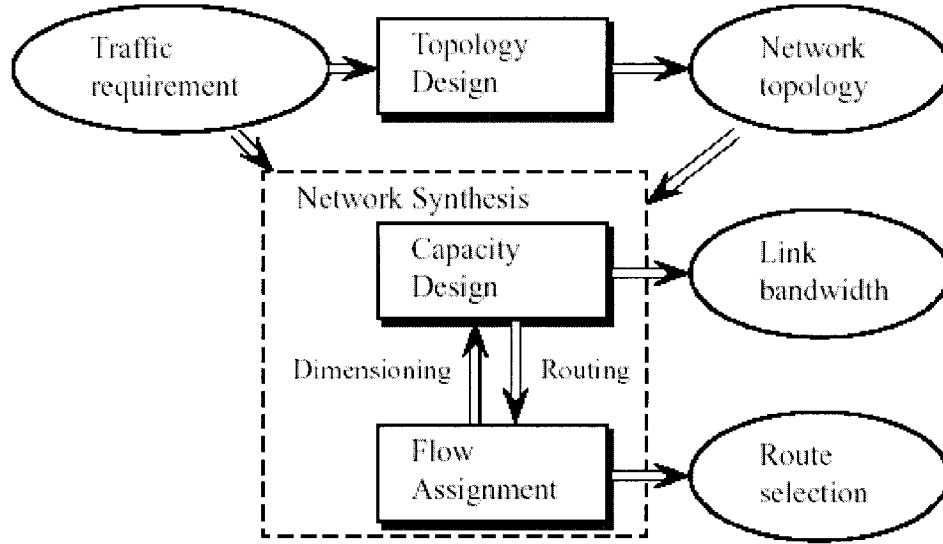 Traffic
requirement
Topology
Design
Network
topology
Network Synthesis
Capacity
Design
Link
bandwidth
Dimensioning
Routing
Flow
Assignment
Route
selection